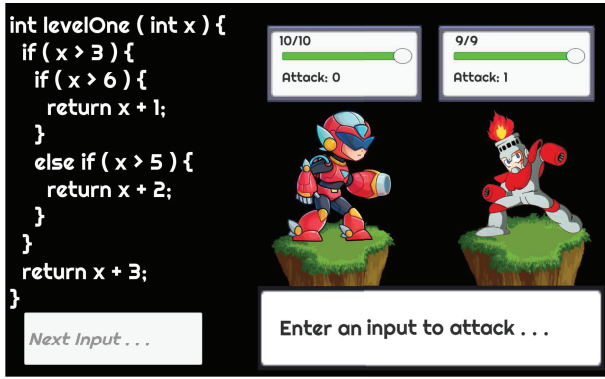 int levelOne ( int x ) {
if ( x > 3 ) {
if ( x > 6 ) {
return x + 1;
}
else if ( x > 5 ) {
return x + 2;
}
}
return x + 3;
}
Next Input . . .
10/10
Attack: 0
9/9
Attack: 1
Enter an input to attack . . .